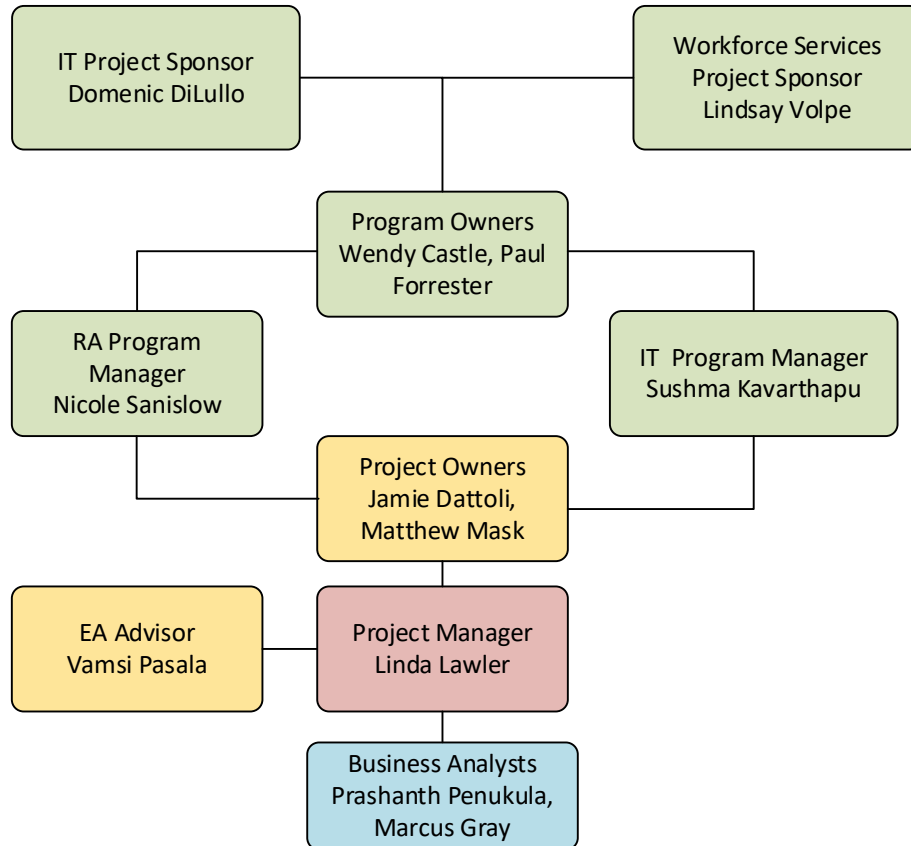 IT Project Sponsor
Domenic DiLullo
Workforce Services
Project Sponsor
Lindsay Volpe
Program Owners
Wendy Castle, Paul
Forrester
RA Program
Manager
Nicole Sanislow
IT  Program Manager
Sushma Kavarthapu
Project Owners
Jamie Dattoli,
Matthew Mask
EA Advisor
Vamsi Pasala
Project Manager
Linda Lawler
Business Analysts
Prashanth Penukula,
Marcus Gray